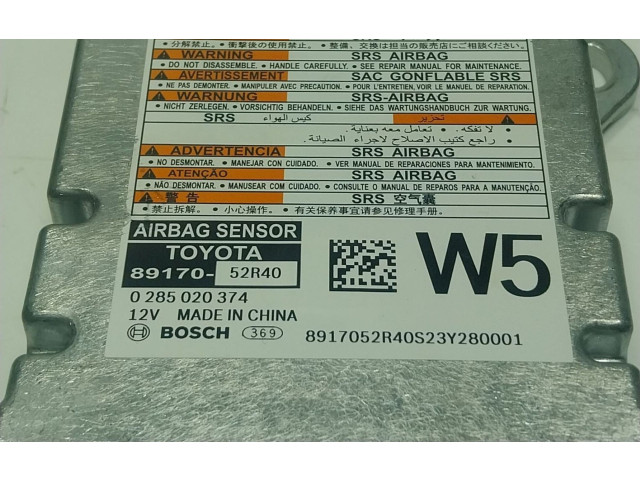 • 分解禁止。 • 衝撃後の使用禁止。 • 整備、交換は担当の販売店にご相談ください。
WARNING SRS AIRBAG
• DO NOT DISASSEMBLE. • HANDLE CAREFULLY. • SEE REPAIR MANUAL FOR MAINTENANCE.
AVERTISSEMENT SAC GONFLABLE SRS
• NE PAS DEMONTER. • MANIPULER AVEC PRECAUTION. • POUR L'ENTRETIEN, VOIR LE MANUEL DE REPARATION.
WARNUNG SRS-AIRBAG
• NICHT ZERLEGEN. • VORSICHTIG BEHANDELN. • SIEHE DAS WARTUNGSHANDBUCH ZUR WARTUNG.
تحرير كيس الهواء SRS
• لا تفكه. • تعامل معه بعناية.
• راجع كتيب الاصلاح لاجراء الصيانة.
ADVERTENCIA SRS AIRBAG
• NO DESMONTAR. • MANEJAR CON CUIDADO. • VER MANUAL DE REPARACIONES PARA MANTENIMIENTO.
ATENÇÃO SRS AIRBAG
• NÃO DESMONTAR. • MANUSEAR COM CUIDADO. • CONSULTE O MANUAL DE REPAROS PARA A MANUTENÇÃO.
警告 SRS 空气囊
• 禁止拆解。 • 小心操作。 • 有关保养事宜请参见修理手册.
AIRBAG SENSOR
TOYOTA
89170- 52R40
W5
0 285 020 374
12V MADE IN CHINA
BOSCH 369
8917052R40S23Y280001